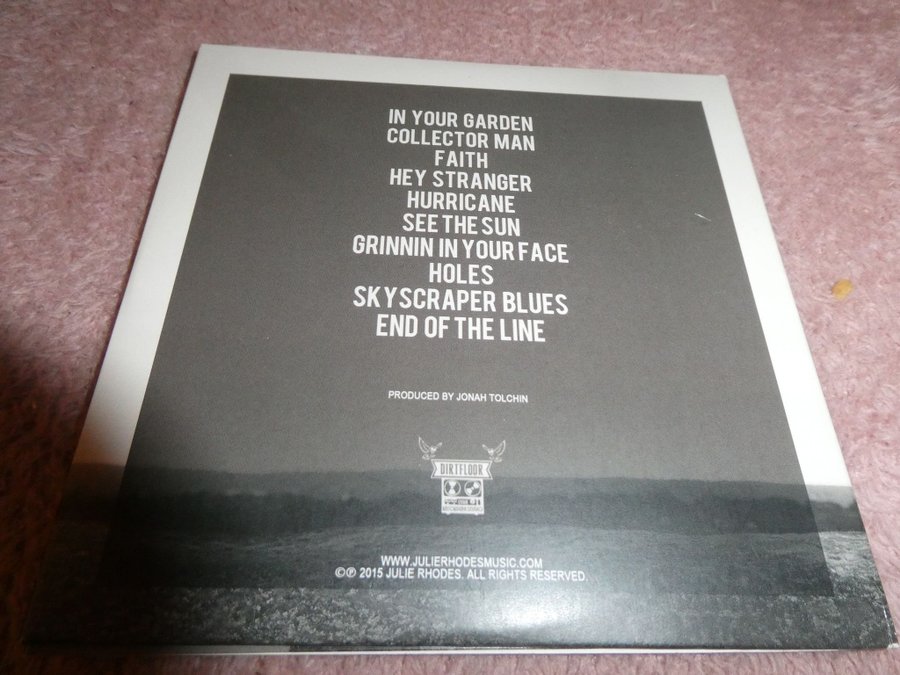 IN YOUR GARDEN
COLLECTOR MAN
FAITH
HEY STRANGER
HURRICANE
SEE THE SUN
GRINNIN IN YOUR FACE
HOLES
SKYSCRAPER BLUES
END OF THE LINE
PRODUCED BY JONAH TOLCHIN
DIRTFLOOR
WWW.JULIERHODESMUSIC.COM
©℗ 2015 JULIE RHODES. ALL RIGHTS RESERVED.